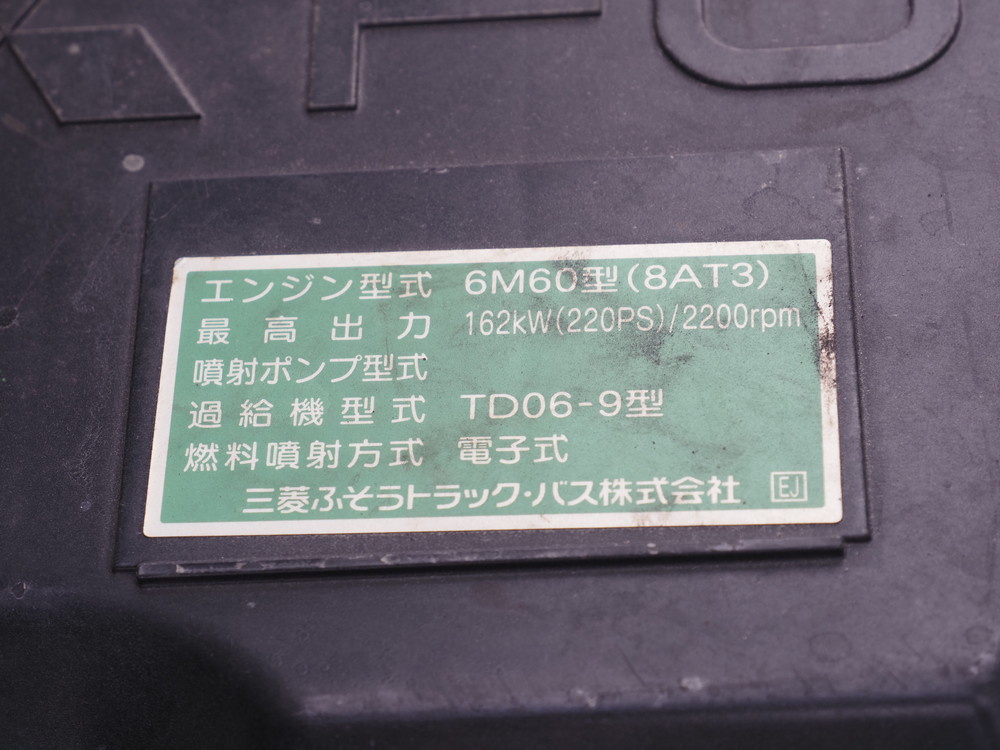 エンジン型式 6M60型(8AT3)
最高出力 162kW(220PS)/2200rpm
噴射ポンプ型式
過給機型式 TD06-9型
燃料噴射方式 電子式
三菱ふそうトラック・バス株式会社 EJ